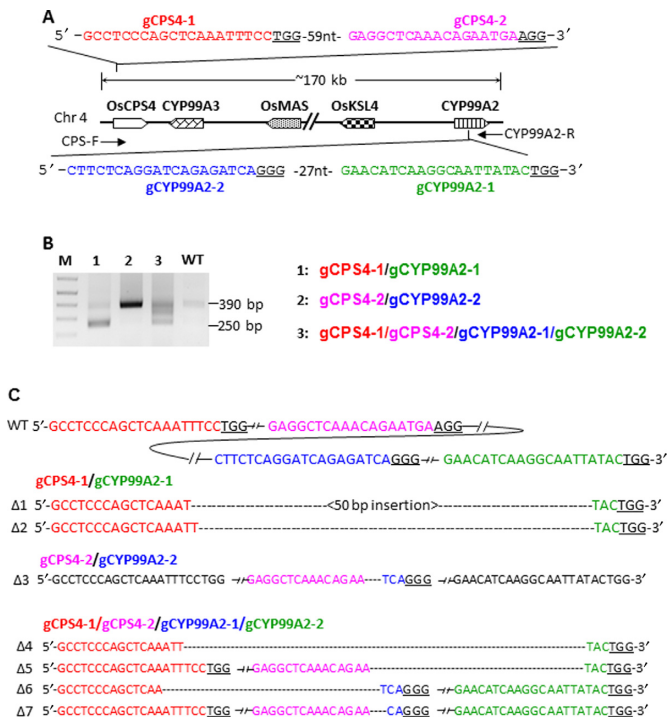 A
gCPS4-1 gCPS4-2
5′ -GCCTCCCAGCTCAAATTTCCTGG-59nt- GAGGCTCAAACAGAATGAAGG-3′
~170 kb
OsCPS4 CYP99A3 OsMAS OsKSL4 CYP99A2
Chr 4
CPS-F CYP99A2-R
5′ -CTTCTCAGGATCAGAGATCAGGG -27nt- GAACATCAAGGCAATTATACTGG-3′
gCYP99A2-2 gCYP99A2-1
B
M 1 2 3 WT
390 bp
250 bp
1: gCPS4-1/gCYP99A2-1
2: gCPS4-2/gCYP99A2-2
3: gCPS4-1/gCPS4-2/gCYP99A2-1/gCYP99A2-2
C
WT 5′-GCCTCCCAGCTCAAATTTCCTGG-//-GAGGCTCAAACAGAATGAAGG-//-
-//-CTTCTCAGGATCAGAGATCAGGG-//-GAACATCAAGGCAATTATACTGG-3′
gCPS4-1/gCYP99A2-1
Δ1 5′-GCCTCCCAGCTCAAAT----------<50 bp insertion>----------TACTGG-3′
Δ2 5′-GCCTCCCAGCTCAAATT----------TACTGG-3′
gCPS4-2/gCYP99A2-2
Δ3 5′-GCCTCCCAGCTCAAATTTCCTGG -//-GAGGCTCAAACAGAA----TCAGGG -//-GAACATCAAGGCAATTATACTGG-3′
gCPS4-1/gCPS4-2/gCYP99A2-1/gCYP99A2-2
Δ4 5′-GCCTCCCAGCTCAAATT----------TACTGG-3′
Δ5 5′-GCCTCCCAGCTCAAATTTCCTGG -//-GAGGCTCAAACAGAA----------TACTGG-3′
Δ6 5′-GCCTCCCAGCTCAA----------TCAGGG -//-GAACATCAAGGCAATTATACTGG-3′
Δ7 5′-GCCTCCCAGCTCAAATTTCCTGG -//-GAGGCTCAAACAGAA----CAGGG -//-GAACATCAAGGCAATTATACTGG-3′